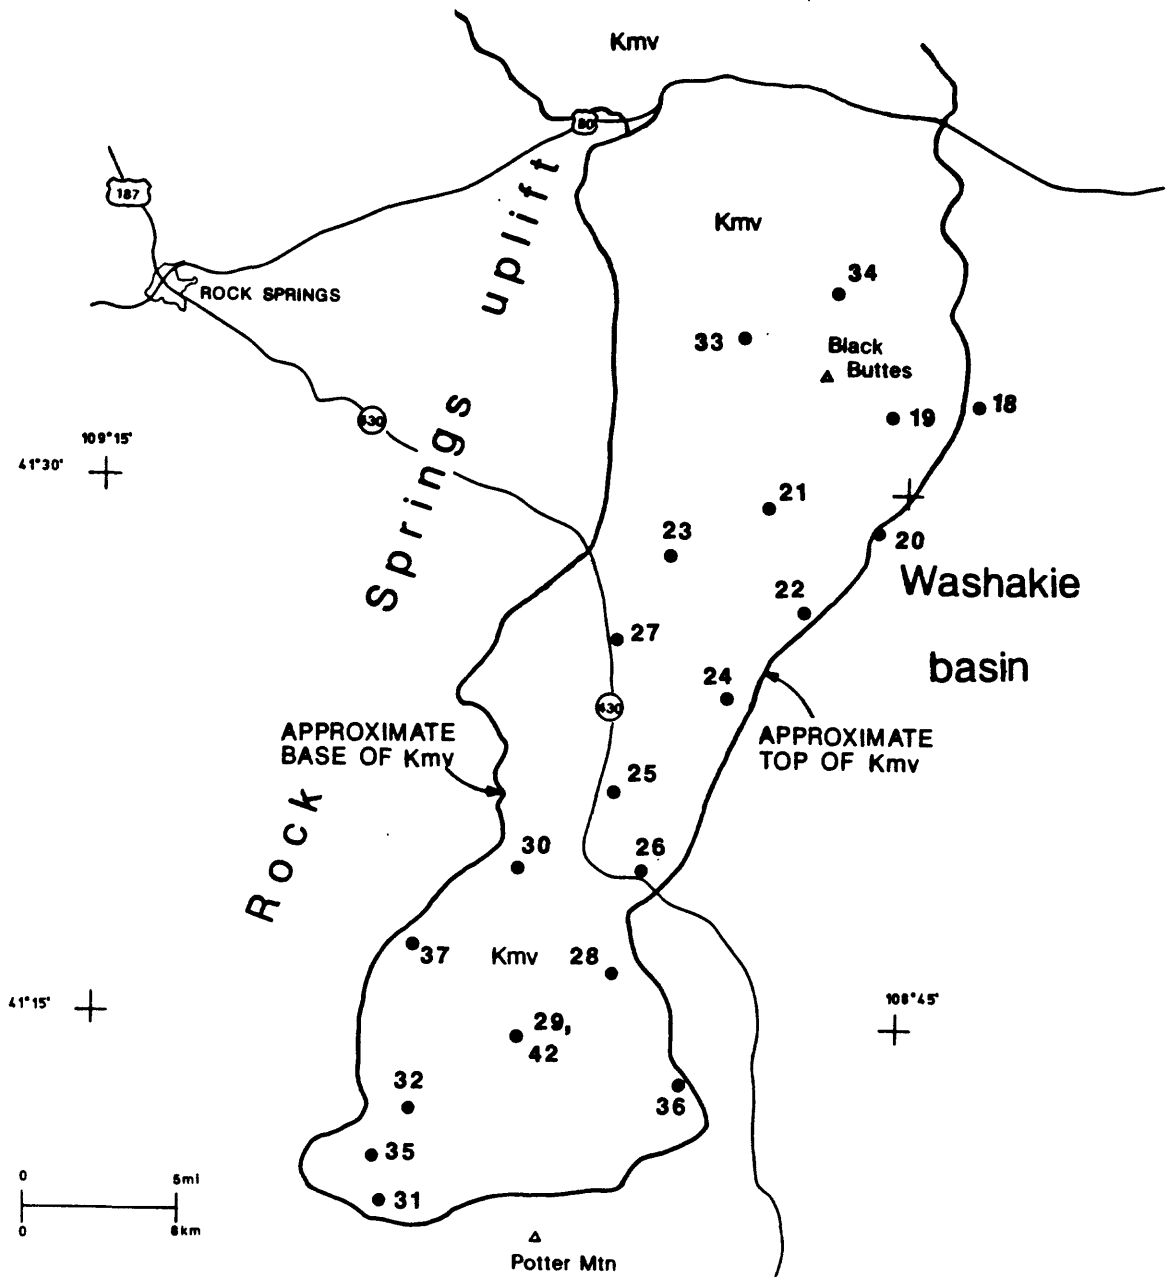 Kmv
80
187
uplift
Kmv
34
ROCK SPRINGS
33
Black
Buttes
19
18
430
Springs
109°15'
41°30'
21
23
20
Washakie
22
27
basin
24
430
APPROXIMATE
BASE OF Kmv
APPROXIMATE
TOP OF Kmv
25
Rock
30
26
37
Kmv
28
41°15'
108°45'
29,
42
32
36
35
0
5mi
31
0
8km
Potter Mtn